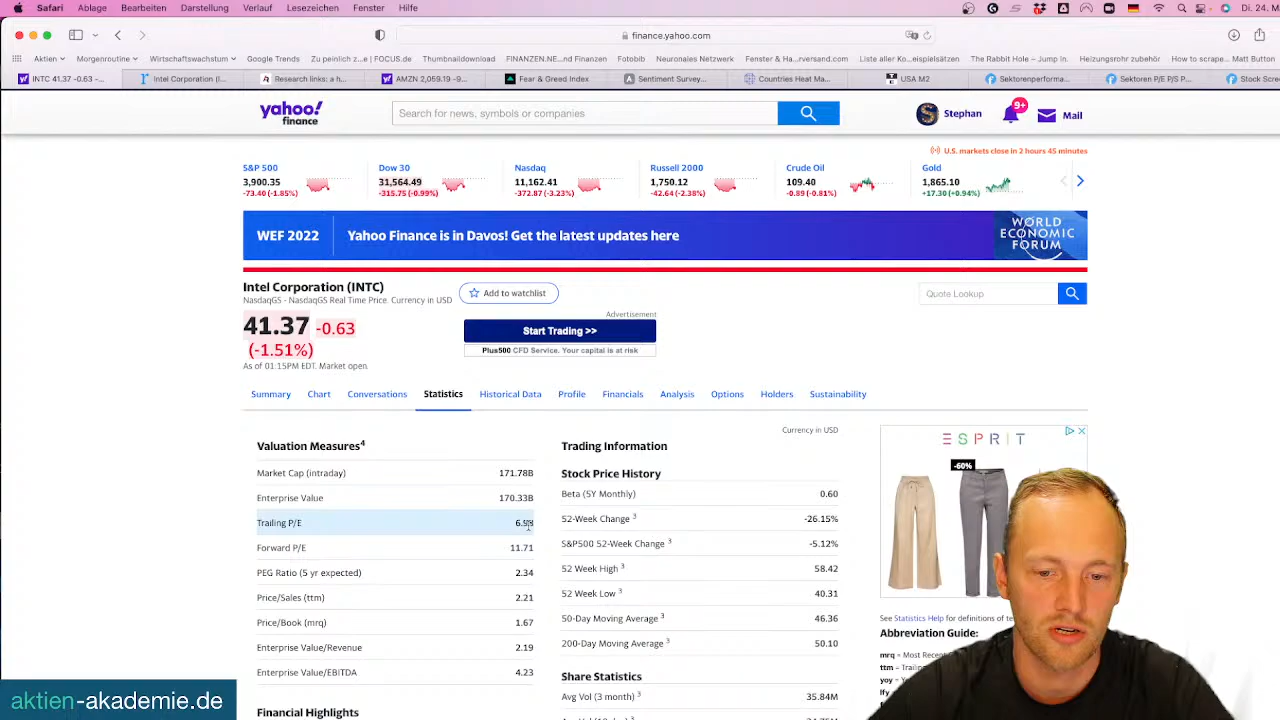 Safari Ablage Bearbeiten Darstellung Verlauf Lesezeichen Fenster Hilfe
finance.yahoo.com
Aktien Morgenroutine Wirtschaftswachstum Google Trends Zu peinlich z...| FOCUS.de Thumbnaildownload FINANZEN.NE...nd Finanzen Fotobib Neuronales Netzwerk Fenster & Ha...rversand.com Liste aller Ko...eispielsätzen The Rabbit Hole – Jump In. Heizungsrohr zubehör How to scrape... Matt Button
INTC 41.37 -0.63 -... Intel Corporation (I... Research links: a h... AMZN 2,059.19 -9... Fear & Greed Index Sentiment Survey... Countries Heat Ma... USA M2 Sektorenperforma... Sektoren P/E P/S P... Stock Scre
yahoo!
finance
Search for news, symbols or companies
Stephan
9+
Mail
U.S. markets close in 2 hours 45 minutes
S&P 500 Dow 30 Nasdaq Russell 2000 Crude Oil Gold
3,900.35 31,564.49 11,162.41 1,750.12 109.40 1,865.10
-73.40 (-1.85%) -315.75 (-0.99%) -372.87 (-3.23%) -42.64 (-2.38%) -0.89 (-0.81%) +17.30 (+0.94%)
WEF 2022 Yahoo Finance is in Davos! Get the latest updates here
WORLD
ECONOMIC
FORUM
Intel Corporation (INTC)
NasdaqGS - NasdaqGS Real Time Price. Currency in USD
Add to watchlist
Quote Lookup
41.37 -0.63
(-1.51%)
As of 01:15PM EDT. Market open.
Advertisement
Start Trading >>
Plus500 CFD Service. Your capital is at risk
Summary Chart Conversations Statistics Historical Data Profile Financials Analysis Options Holders Sustainability
Currency in USD
Valuation Measures4
Market Cap (intraday) 171.78B
Enterprise Value 170.33B
Trailing P/E
Forward P/E 11.71
PEG Ratio (5 yr expected) 2.34
Price/Sales (ttm) 2.21
Price/Book (mrq) 1.67
Enterprise Value/Revenue 2.19
Enterprise Value/EBITDA 4.23
Financial Highlights
Trading Information
Stock Price History
Beta (5Y Monthly) 0.60
52-Week Change 3 -26.15%
S&P500 52-Week Change 3 -5.12%
52 Week High 3 58.42
52 Week Low 3 40.31
50-Day Moving Average 3 46.36
200-Day Moving Average 3 50.10
Share Statistics
Avg Vol (3 month) 3 35.84M
ESPRIT
-60%
See Statistics Help for definitions of
Abbreviation Guide:
mrq = Most Rec
ttm =
yoy =
lfy
aktien-akademie.de